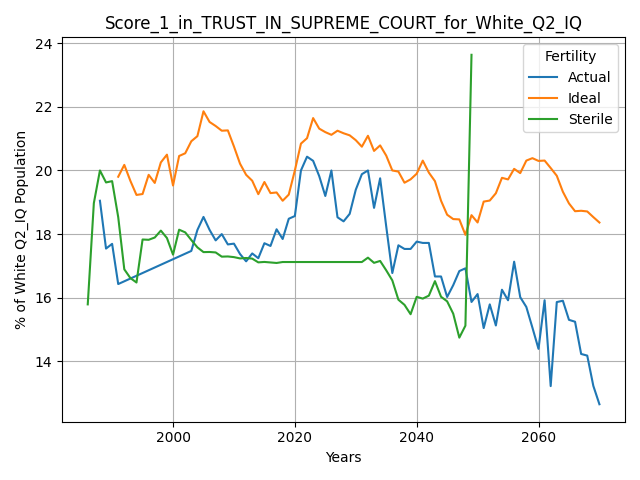 Score_1_in_TRUST_IN_SUPREME_COURT_for_White_Q2_IQ
Fertility
Actual
Ideal
Sterile
% of White Q2_IQ Population
24
22
20
18
16
14
2000
2020
2040
2060
Years